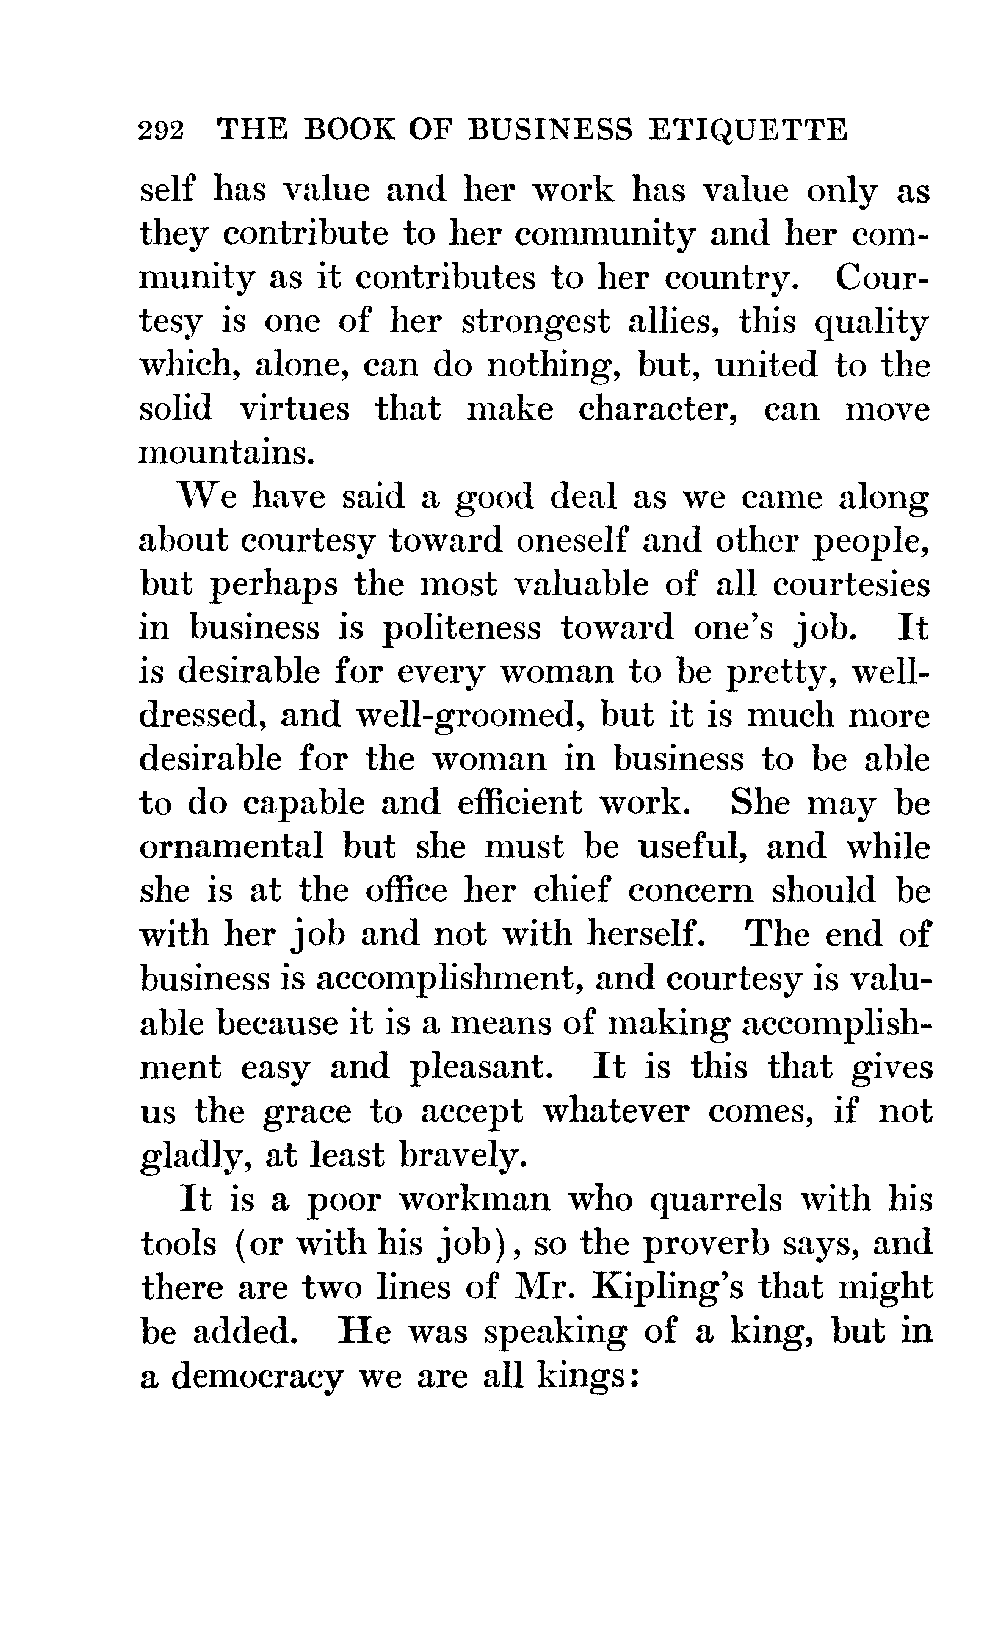 292 THE BOOK OF BUSINESS ETIQUETTE
self has value and her work has value only as
they contribute to her community and her com-
munity as it contributes to her country. Cour-
tesy is one of her strongest allies, this quality
which, alone, can do nothing, but, united to the
solid virtues that make character, can move
mountains.
We have said a good deal as we came along
about courtesy toward oneself and other people,
but perhaps the most valuable of all courtesies
in business is politeness toward one's job. It
is desirable for every woman to be pretty, well-
dressed, and well-groomed, but it is much more
desirable for the woman in business to be able
to do capable and efficient work. She may be
ornamental but she must be useful, and while
she is at the office her chief concern should be
with her job and not with herself. The end of
business is accomplishment, and courtesy is valu-
able because it is a means of making accomplish-
ment easy and pleasant. It is this that gives
us the grace to accept whatever comes, if not
gladly, at least bravely.
It is a poor workman who quarrels with his
tools (or with his job), so the proverb says, and
there are two lines of Mr. Kipling's that might
be added. He was speaking of a king, but in
a democracy we are all kings: